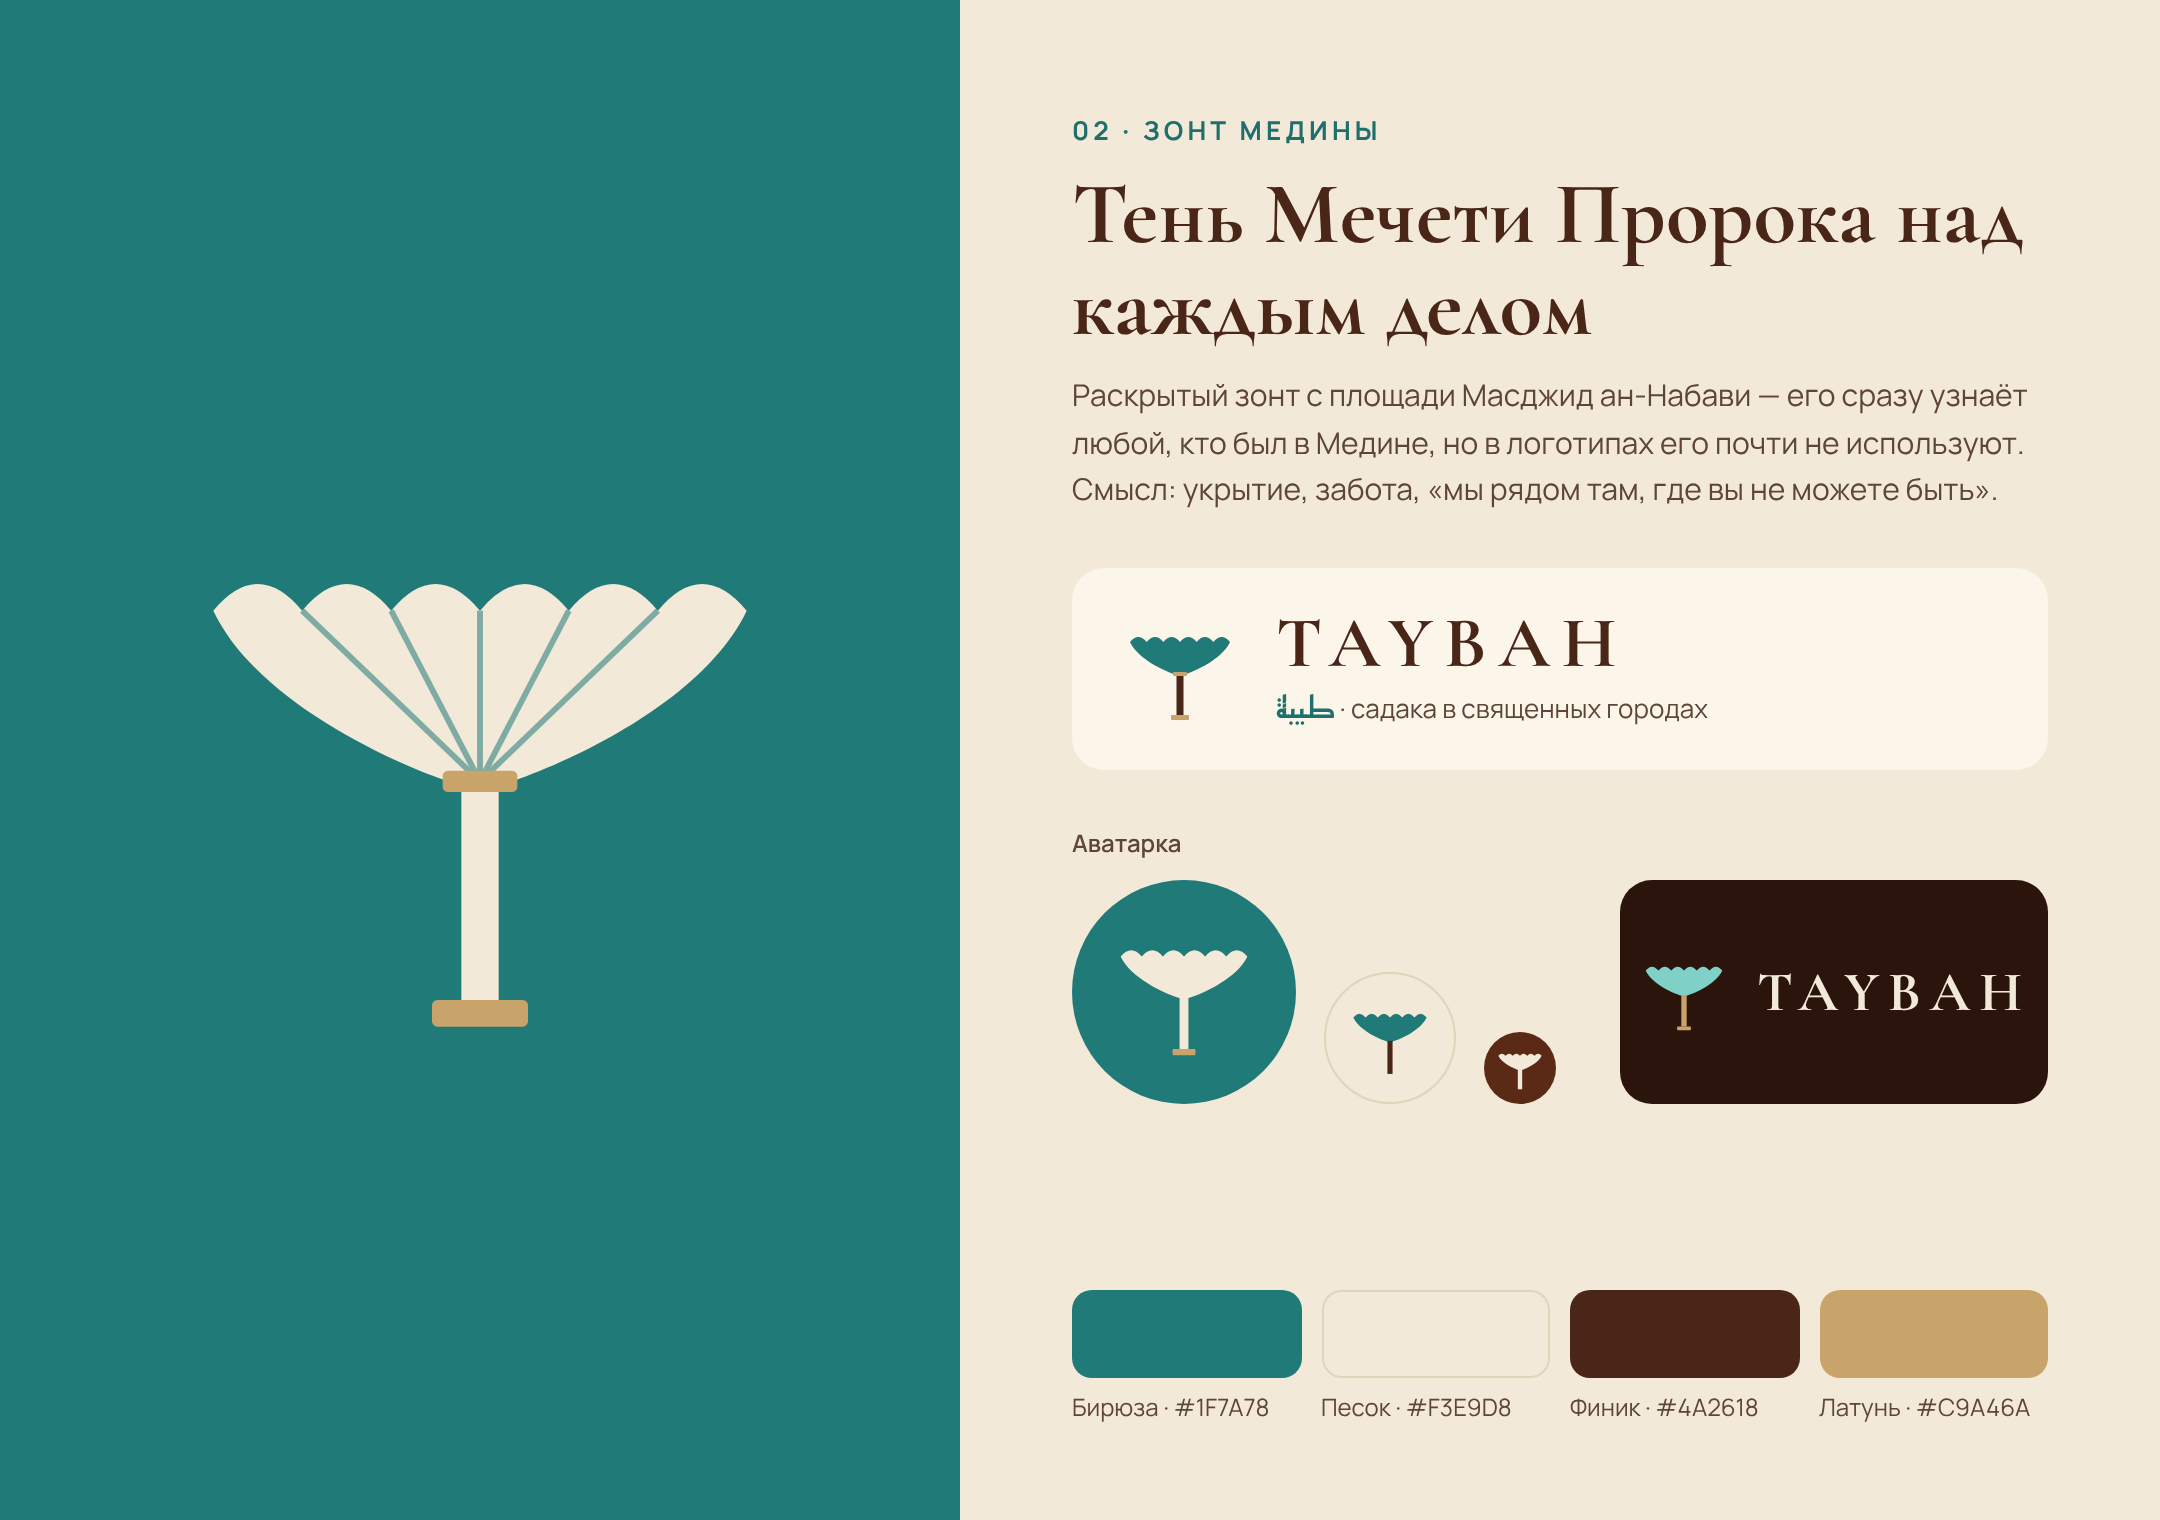 02 · ЗОНТ МЕДИНЫ
Тень Мечети Пророка над
каждым делом
Раскрытый зонт с площади Масджид ан-Набави — его сразу узнаёт
любой, кто был в Медине, но в логотипах его почти не используют.
Смысл: укрытие, забота, «мы рядом там, где вы не можете быть».
TAYBAH
طيبة · садака в священных городах
Аватарка
TAYBAH
Бирюза · #1F7A78
Песок · #F3E9D8
Финик · #4A2618
Латунь · #C9A46A